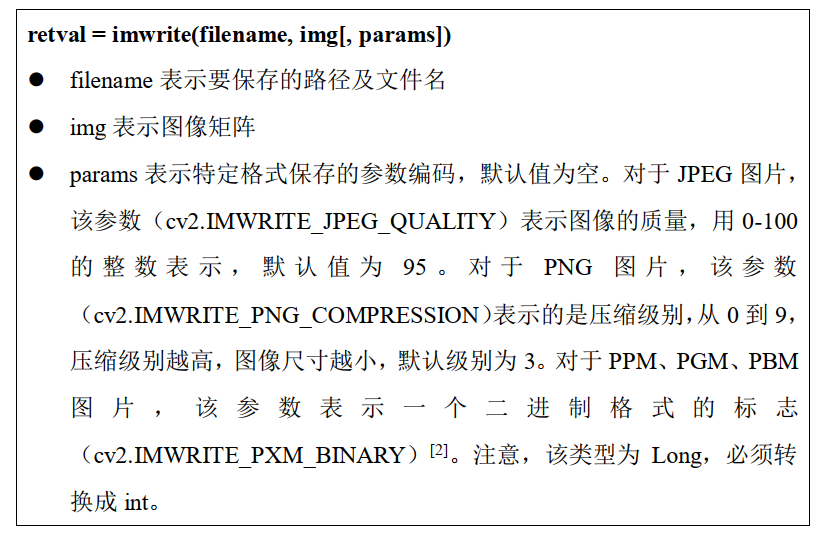 retval = imwrite(filename, img[, params])
● filename 表示要保存的路径及文件名
● img 表示图像矩阵
● params 表示特定格式保存的参数编码，默认值为空。对于 JPEG 图片，
该参数（cv2.IMWRITE_JPEG_QUALITY）表示图像的质量，用 0-100
的整数表示，默认值为 95。对于 PNG 图片，该参数
（cv2.IMWRITE_PNG_COMPRESSION）表示的是压缩级别，从 0 到 9，
压缩级别越高，图像尺寸越小，默认级别为 3。对于 PPM、PGM、PBM
图片，该参数表示一个二进制格式的标志
（cv2.IMWRITE_PXM_BINARY）[2]。注意，该类型为 Long，必须转
换成 int。